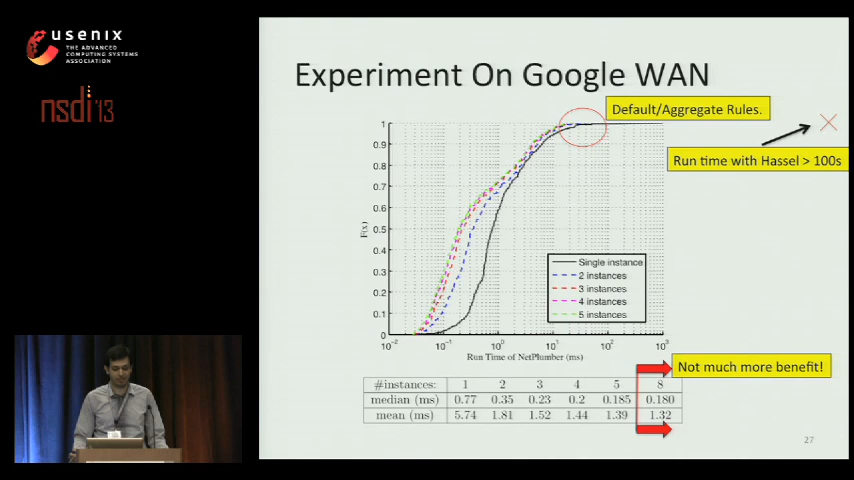 usenix
THE ADVANCED
COMPUTING SYSTEMS
ASSOCIATION
nsdi '13
Experiment On Google WAN
Default/Aggregate Rules.
Run time with Hassel > 100s
1
0.9
0.8
0.7
0.6
0.5
0.4
0.3
0.2
0.1
0
F(x)
Single instance
2 instances
3 instances
4 instances
5 instances
10^-2 10^-1 10^0 10^1 10^2 10^3
Run Time of NetPlumber (ms)
Not much more benefit!
#instances: 1 2 3 4 5 8
median (ms) 0.77 0.35 0.23 0.2 0.185 0.180
mean (ms) 5.74 1.81 1.52 1.44 1.39 1.32
27